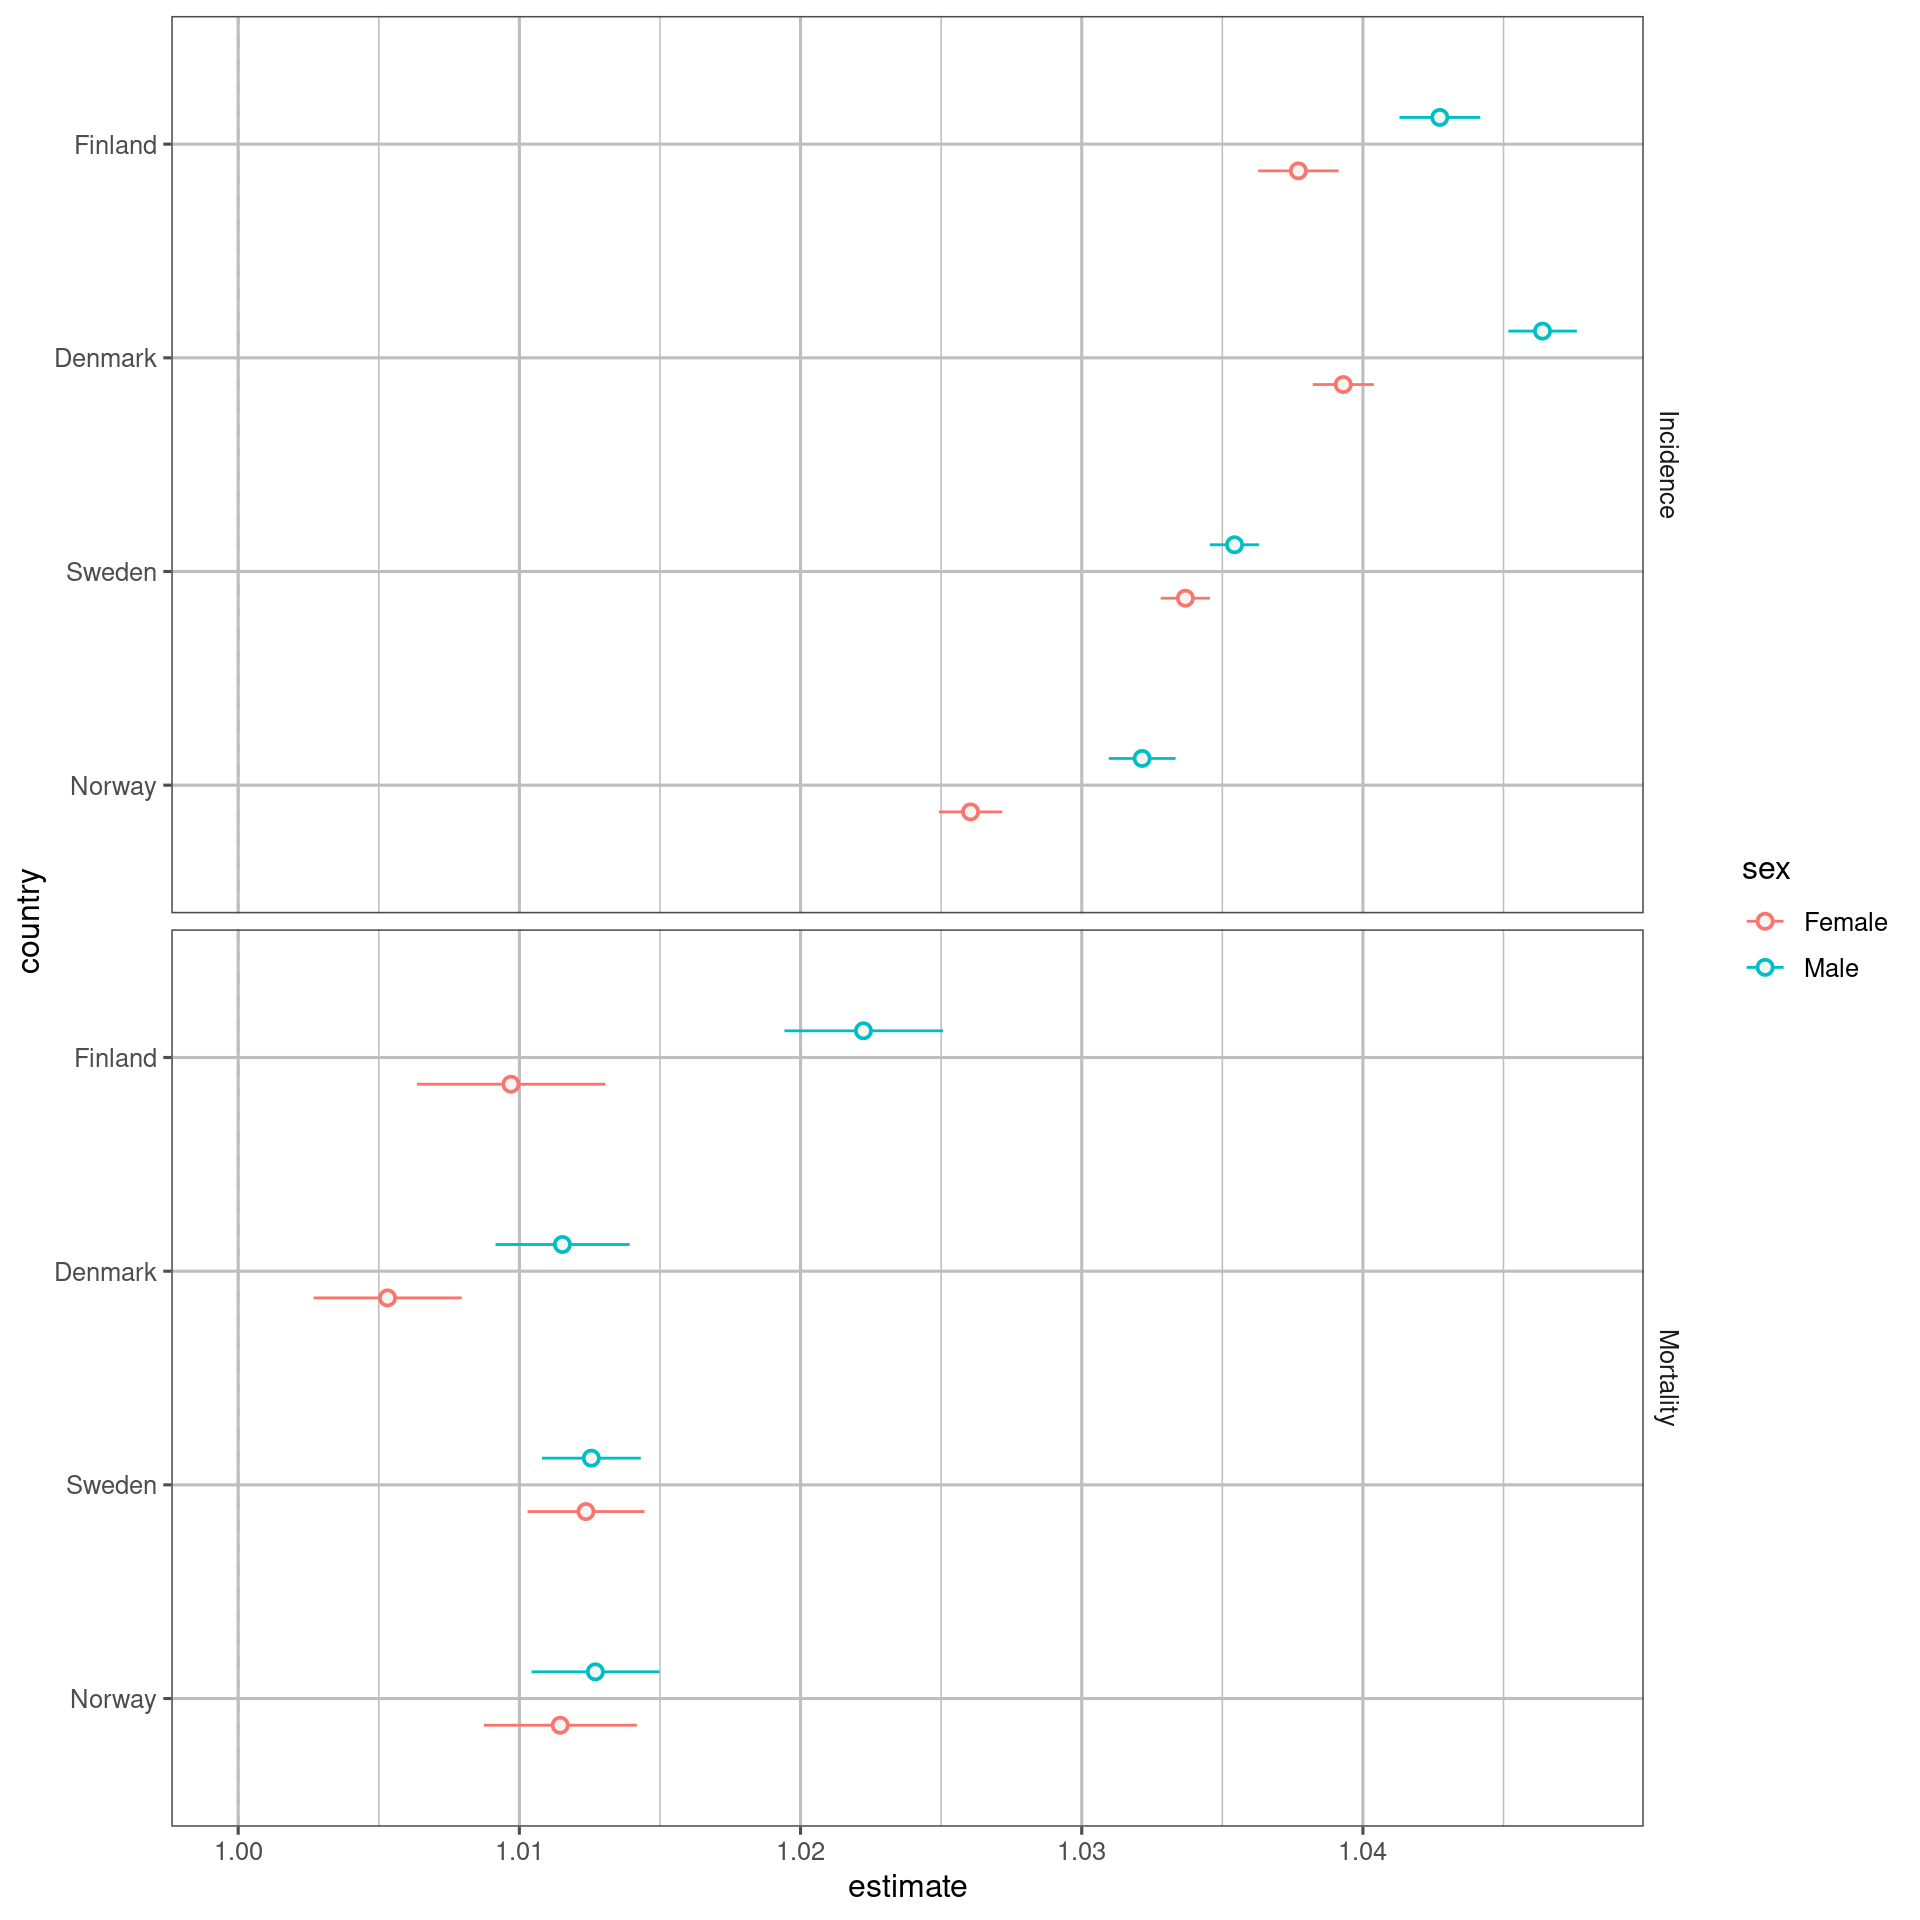 Finland
Denmark
Sweden
Norway
Incidence
country
Finland
Denmark
Sweden
Norway
Mortality
1.00
1.01
1.02
1.03
1.04
estimate
sex
Female
Male